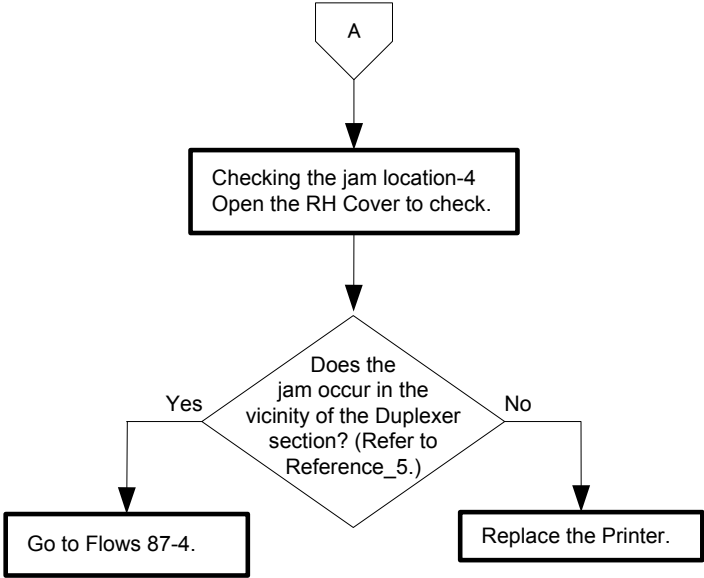 A
Checking the jam location-4
Open the RH Cover to check.
Does the
jam occur in the
vicinity of the Duplexer
section? (Refer to
Reference_5.)
Yes
No
Go to Flows 87-4.
Replace the Printer.